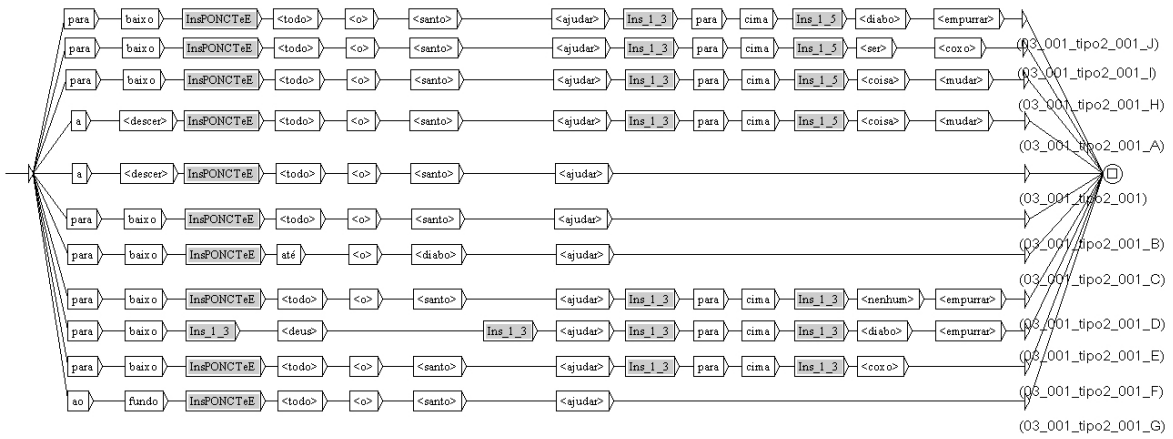 para baixo InsPONCTeE <todo> <o> <santo> <ajudar> Ins_1_3 para cima Ins_1_5 <diabo> <empurrar>
(03_001_tipo2_001_J)
para baixo InsPONCTeE <todo> <o> <santo> <ajudar> Ins_1_3 para cima Ins_1_5 <ser> <coxo>
(03_001_tipo2_001_I)
para baixo InsPONCTeE <todo> <o> <santo> <ajudar> Ins_1_3 para cima Ins_1_5 <coisa> <mudar>
(03_001_tipo2_001_H)
a <descer> InsPONCTeE <todo> <o> <santo> <ajudar> Ins_1_3 para cima Ins_1_5 <coisa> <mudar>
(03_001_tipo2_001_A)
a <descer> InsPONCTeE <todo> <o> <santo> <ajudar>
(03_001_tipo2_001)
para baixo InsPONCTeE <todo> <o> <santo> <ajudar>
(03_001_tipo2_001_B)
para baixo InsPONCTeE até <o> <diabo> <ajudar>
(03_001_tipo2_001_C)
para baixo InsPONCTeE <todo> <o> <santo> <ajudar> Ins_1_3 para cima Ins_1_3 <nenhum> <empurrar>
(03_001_tipo2_001_D)
para baixo Ins_1_3 <deus> Ins_1_3 <ajudar> Ins_1_3 para cima Ins_1_3 <diabo> <empurrar>
(03_001_tipo2_001_E)
para baixo InsPONCTeE <todo> <o> <santo> <ajudar> Ins_1_3 para cima Ins_1_3 <coxo>
(03_001_tipo2_001_F)
ao fundo InsPONCTeE <todo> <o> <santo> <ajudar>
(03_001_tipo2_001_G)